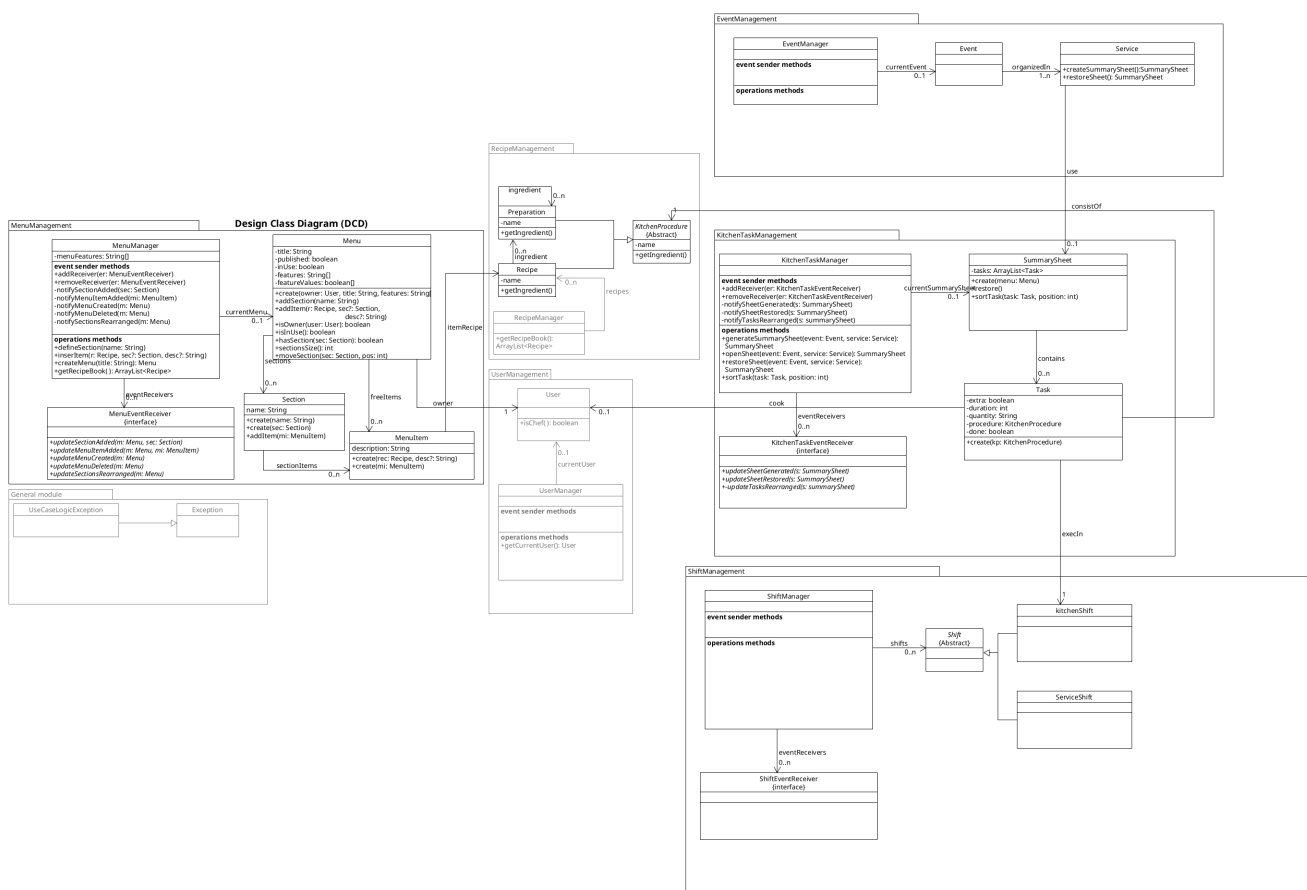 EventManagement
EventManager
event sender methods
operations methods
currentEvent
0..1
Event
organizedIn
1..n
Service
+createSummarySheet():SummarySheet
+restoreSheet(): SummarySheet
use
0..1
RecipeManagement
ingredient
0..n
Preparation
-name
+getIngredient()
0..n
ingredient
Recipe
-name
+getIngredient()
KitchenProcedure
{Abstract}
-name
+getIngredient()
1
consistOf
0..n
recipes
RecipeManager
+getRecipeBook():
ArrayList<Recipe>
Design Class Diagram (DCD)
MenuManagement
MenuManager
-menuFeatures: String[]
event sender methods
+addReceiver(er: MenuEventReceiver)
+removeReceiver(er: MenuEventReceiver)
-notifySectionAdded(sec: Section)
-notifyMenuItemAdded(mi: MenuItem)
-notifyMenuCreated(m: Menu)
-notifyMenuDeleted(m: Menu)
-notifySectionsRearranged(m: Menu)
operations methods
+defineSection(name: String)
+inserItem(r: Recipe, sec?: Section, desc?: String)
+createMenu(title: String): Menu
+getRecipeBook( ): ArrayList<Recipe>
currentMenu
0..1
Menu
-title: String
-published: boolean
-inUse: boolean
-features: String[]
-featureValues: boolean[]
+create(owner: User, title: String, features: String[
+addSection(name: String)
+addItem(r: Recipe, sec?: Section,
desc?: String)
+isOwner(user: User): boolean
+isInUse(): boolean
+hasSection(sec: Section): boolean
+sectionsSize(): int
+moveSection(sec: Section, pos: int)
itemRecipe
sections
0..n
eventReceivers
0..n
freeItems
0..n
owner
1
MenuEventReceiver
{interface}
+updateSectionAdded(m: Menu, sec: Section)
+updateMenuItemAdded(m: Menu, mi: MenuItem)
+updateMenuCreated(m: Menu)
+updateMenuDeleted(m: Menu)
+updateSectionsRearranged(m: Menu)
Section
name: String
+create(name: String)
+create(sec: Section)
+addItem(mi: MenuItem)
sectionItems
0..n
MenuItem
description: String
+create(rec: Recipe, desc?: String)
+create(mi: MenuItem)
General module
UseCaseLogicException
Exception
UserManagement
User
+isChef( ): boolean
0..1
currentUser
UserManager
event sender methods
operations methods
+getCurrentUser(): User
0..1
cook
KitchenTaskManagement
KitchenTaskManager
event sender methods
+addReceiver(er: KitchenTaskEventReceiver)
+removeReceiver(er: KitchenTaskEventReceiver)
-notifySheetGenerated(s: SummarySheet)
-notifySheetRestored(s: SummarySheet)
-notifyTasksRearranged(s: summarySheet)
operations methods
+generateSummarySheet(event: Event, service: Service):
SummarySheet
+openSheet(event: Event, service: Service): SummarySheet
+restoreSheet(event: Event, service: Service):
SummarySheet
+sortTask(task: Task, position: int)
currentSummarySheet
0..1
SummarySheet
-tasks: ArrayList<Task>
+create(menu: Menu)
+restore()
+sortTask(task: Task, position: int)
contains
0..n
Task
-extra: boolean
-duration: int
-quantity: String
-procedure: KitchenProcedure
-done: boolean
+create(kp: KitchenProcedure)
eventReceivers
0..n
KitchenTaskEventReceiver
{interface}
+updateSheetGenerated(s: SummarySheet)
+updateSheetRestored(s: SummarySheet)
+-updateTasksRearranged(s: summarySheet)
execIn
1
ShiftManagement
ShiftManager
event sender methods
operations methods
shifts
0..n
Shift
{Abstract}
kitchenShift
ServiceShift
eventReceivers
0..n
ShiftEventReceiver
{interface}